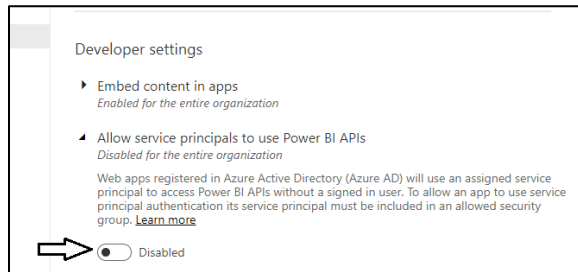 Developer settings
Embed content in apps
Enabled for the entire organization
Allow service principals to use Power BI APIs
Disabled for the entire organization
Web apps registered in Azure Active Directory (Azure AD) will use an assigned service
principal to access Power BI APIs without a signed in user. To allow an app to use service
principal authentication its service principal must be included in an allowed security
group. Learn more
Disabled